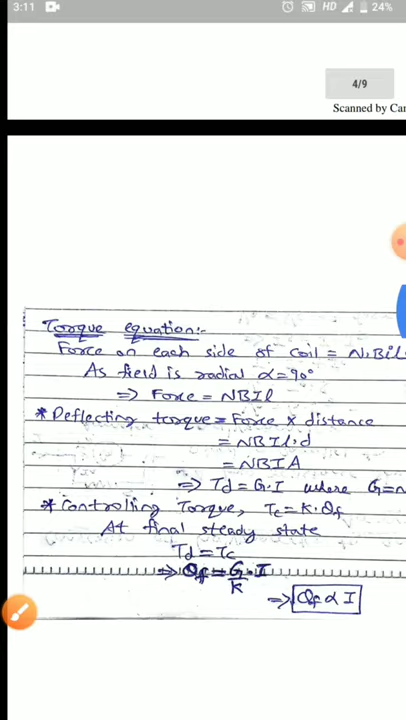 3:11 HD 24%
4/9
Scanned by Car
Torque equation:-
Force on each side of coil = N.Bil
As field is radial α=90°
⇒ Force = NBIl
* Deflecting torque = Force × distance
= NBIl.d
= NBIA
⇒ Td = G.I where G=n
* Controlling Torque, Tc = K.θf
At final steady state
Td = Tc
⇒ θf = G/K . I
⇒ θf α I